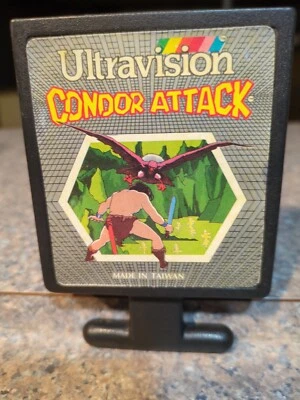 Ultravision
CONDOR ATTACK
MADE IN TAIWAN